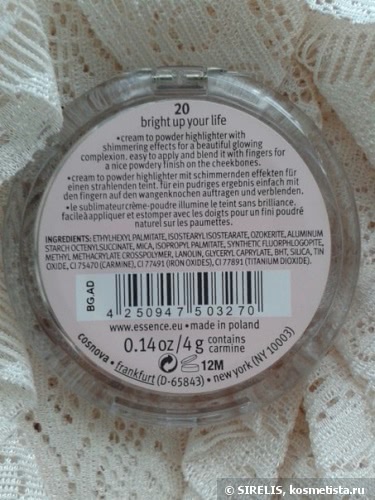 20
bright up your life
•cream to powder highlighter with
shimmering effects for a beautiful glowing
complexion. easy to apply and blend it with fingers for
a nice powdery finish on the cheekbones.
•cream to powder highlighter mit schimmernden effekten für
einen strahlenden teint. für ein pudriges ergebnis einfach mit
den fingern auf den wangenknochen auftragen und verblenden.
•le sublimateur crème-poudre illumine le teint sans brillance.
facile à appliquer et estomper avec les doigts pour un fini poudré
naturel sur les paumettes.
INGREDIENTS: ETHYLHEXYL PALMITATE, ISOSTEARYL ISOSTEARATE, OZOKERITE, ALUMINUM
STARCH OCTENYLSUCCINATE, MICA, ISOPROPYL PALMITATE, SYNTHETIC FLUORPHLOGOPITE,
METHYL METHACRYLATE CROSSPOLYMER, LANOLIN, GLYCERYL CAPRYLATE, BHT, SILICA, TIN
OXIDE, CI 75470 (CARMINE), CI 77491 (IRON OXIDES), CI 77891 (TITANIUM DIOXIDE).
BG.AD
4 250947 503270
www.essence.eu • made in poland
0.14 oz/4 g contains
carmine
12M
cosnova • frankfurt (D-65843) • new york (NY 10003)
© SIRELIS, kosmetista.ru